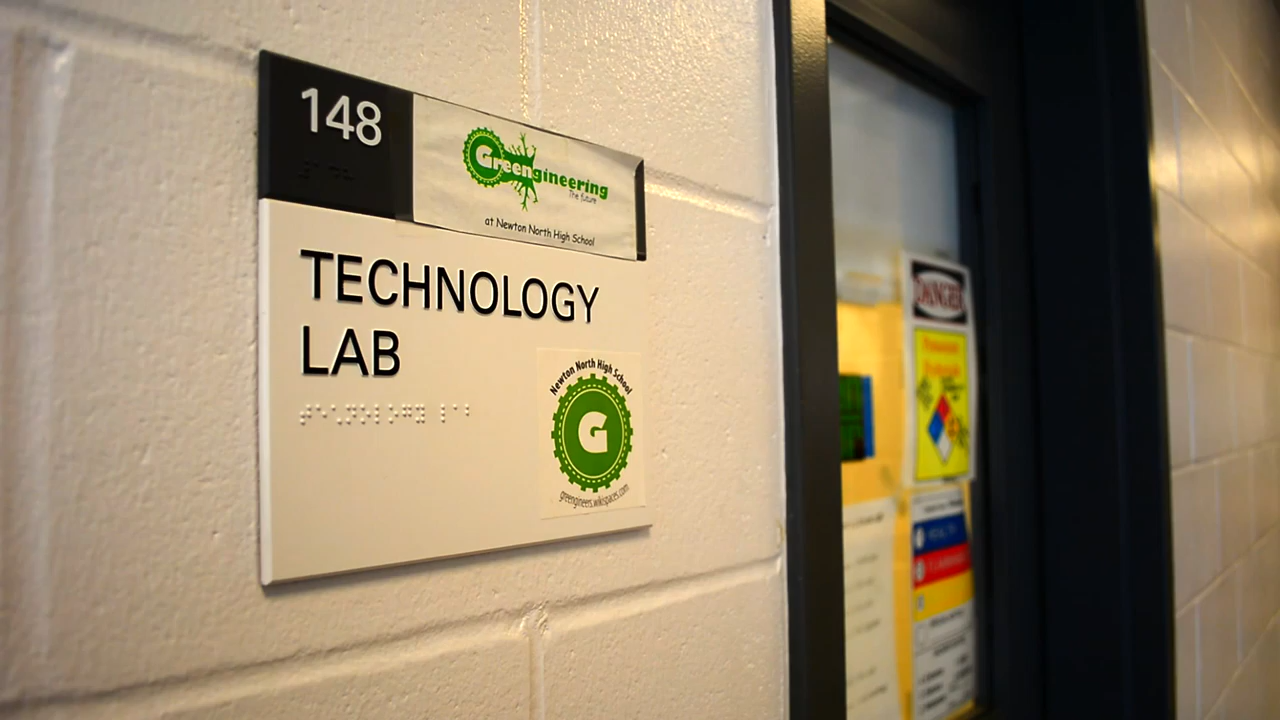 148
Greengineering
The future
at Newton North High School
TECHNOLOGY
LAB
Newton North High School
G
greengineers.wikispaces.com
DANGER